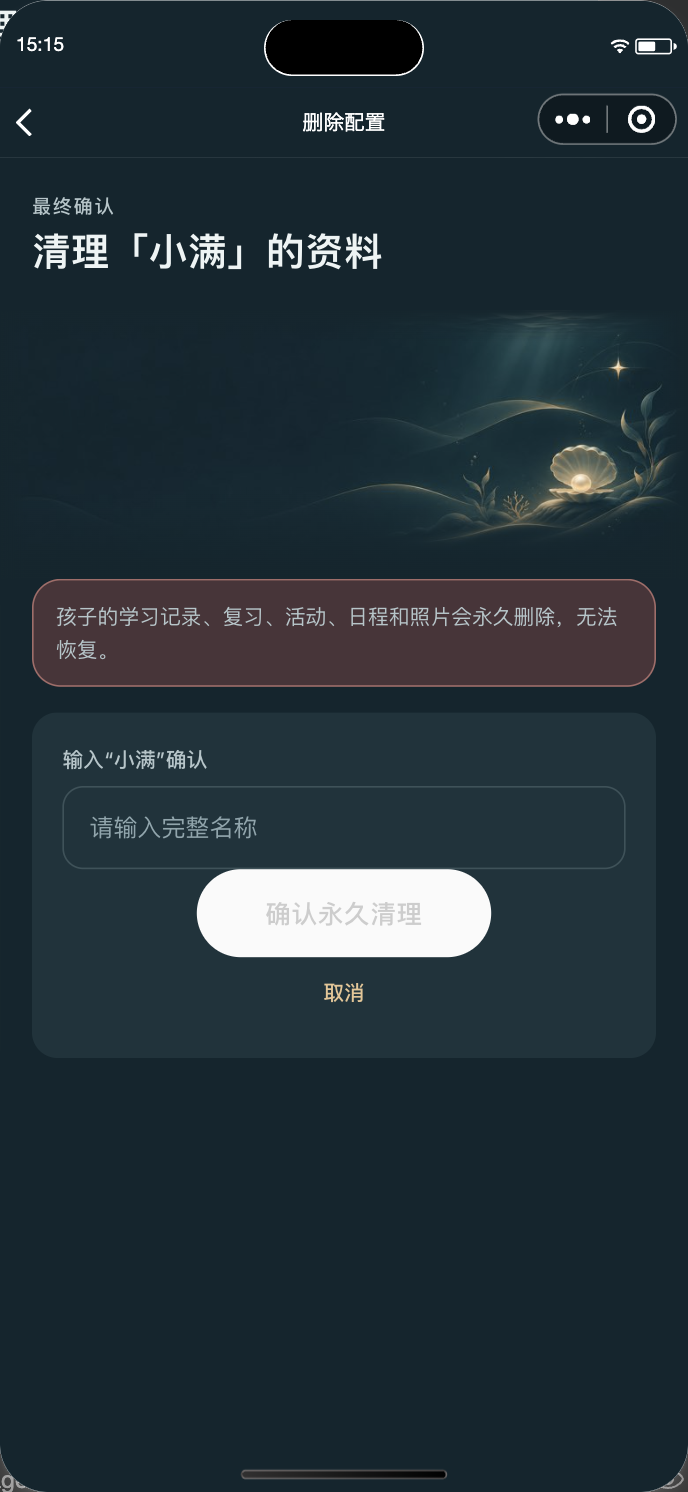 15:15
删除配置
最终确认
清理「小满」的资料
孩子的学习记录、复习、活动、日程和照片会永久删除，无法
恢复。
输入“小满”确认
请输入完整名称
确认永久清理
取消